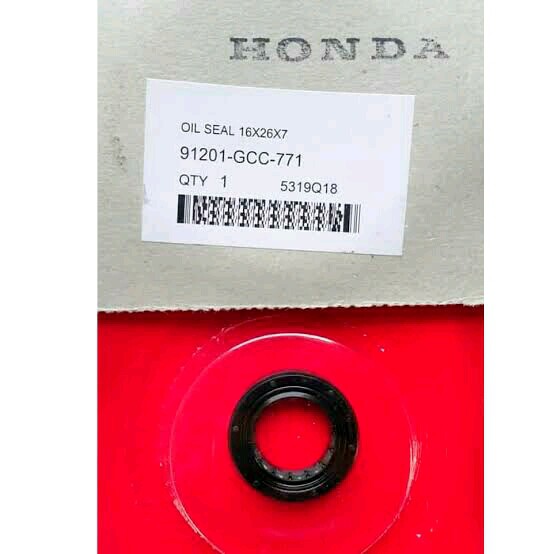 HONDA
OIL SEAL 16X26X7
91201-GCC-771
QTY 1 5319Q18